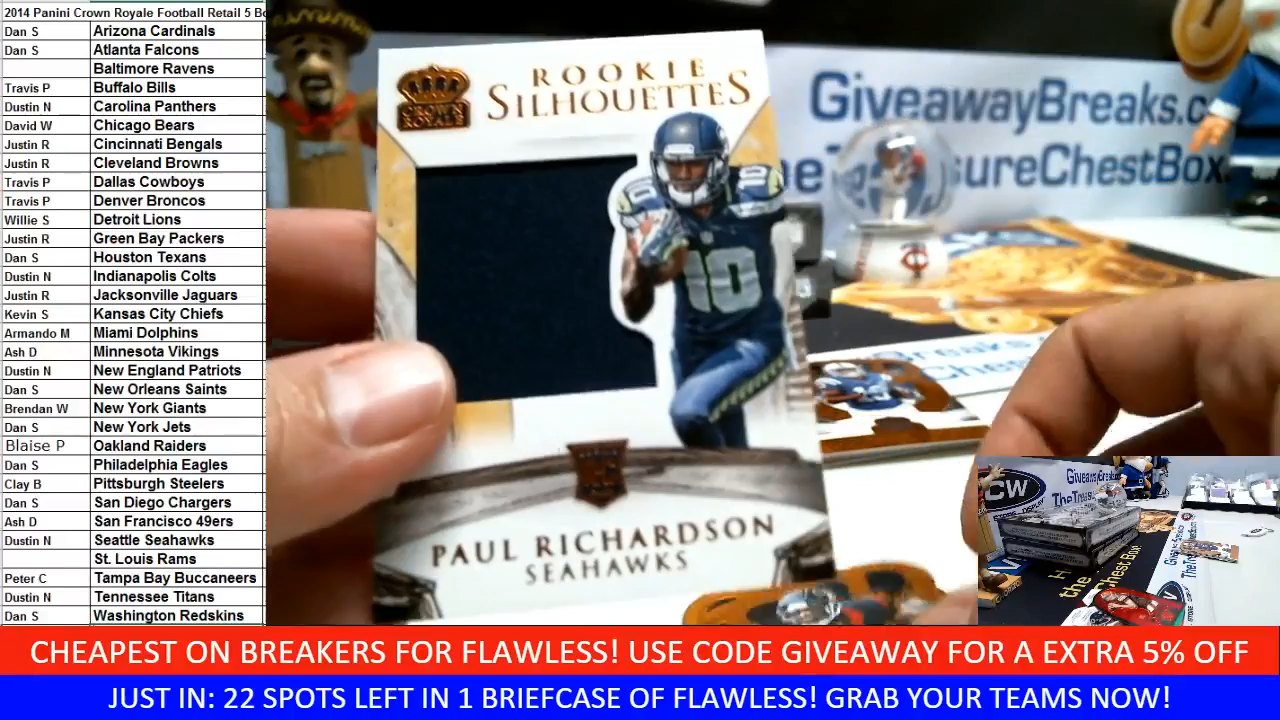 2014 Panini Crown Royale Football Retail 5 Bo
Dan S Arizona Cardinals
Dan S Atlanta Falcons
Baltimore Ravens
Travis P Buffalo Bills
Dustin N Carolina Panthers
David W Chicago Bears
Justin R Cincinnati Bengals
Justin R Cleveland Browns
Travis P Dallas Cowboys
Travis P Denver Broncos
Willie S Detroit Lions
Justin R Green Bay Packers
Dan S Houston Texans
Dustin N Indianapolis Colts
Justin R Jacksonville Jaguars
Kevin S Kansas City Chiefs
Armando M Miami Dolphins
Ash D Minnesota Vikings
Dustin N New England Patriots
Dan S New Orleans Saints
Brendan W New York Giants
Dan S New York Jets
Blaise P Oakland Raiders
Dan S Philadelphia Eagles
Clay B Pittsburgh Steelers
Dan S San Diego Chargers
Ash D San Francisco 49ers
Dustin N Seattle Seahawks
St. Louis Rams
Peter C Tampa Bay Buccaneers
Dustin N Tennessee Titans
Dan S Washington Redskins
ROOKIE
SILHOUETTES
10
10
10
PAUL RICHARDSON
SEAHAWKS
GiveawayBreaks.c
sureChestBox.
CW
CHEAPEST ON BREAKERS FOR FLAWLESS! USE CODE GIVEAWAY FOR A EXTRA 5% OFF
JUST IN: 22 SPOTS LEFT IN 1 BRIEFCASE OF FLAWLESS! GRAB YOUR TEAMS NOW!